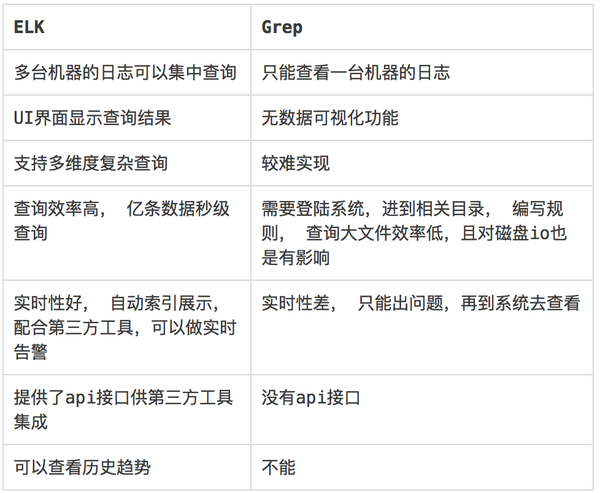 ELK
Grep
多台机器的日志可以集中查询
只能查看一台机器的日志
UI界面显示查询结果
无数据可视化功能
支持多维度复杂查询
较难实现
查询效率高， 亿条数据秒级
查询
需要登陆系统，进到相关目录， 编写规
则， 查询大文件效率低，且对磁盘io也
是有影响
实时性好， 自动索引展示，
配合第三方工具，可以做实时
告警
实时性差， 只能出问题，再到系统去查看
提供了api接口供第三方工具
集成
没有api接口
可以查看历史趋势
不能